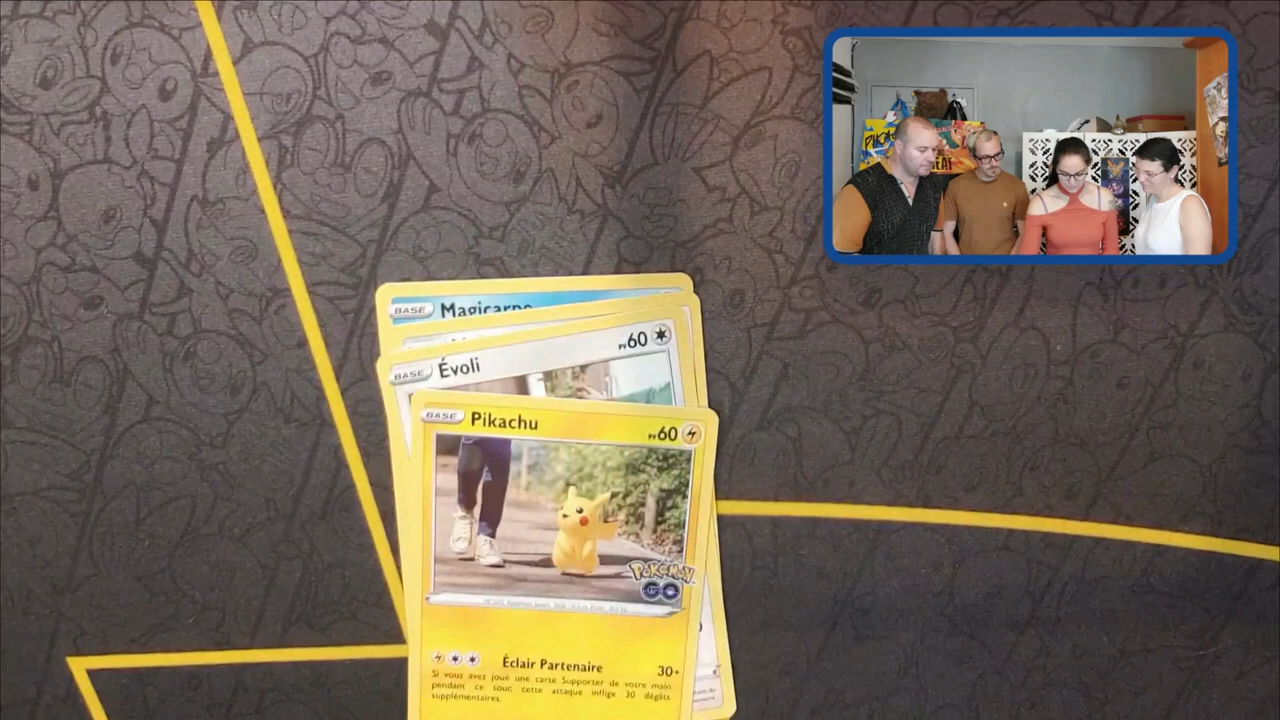 BASE Magicarpe
BASE Évoli PV60
BASE Pikachu PV60
POKéMON
GO
Éclair Partenaire 30+
Si vous avez joué une carte Supporter de votre main
pendant ce tour, cette attaque inflige 30 dégâts
supplémentaires.